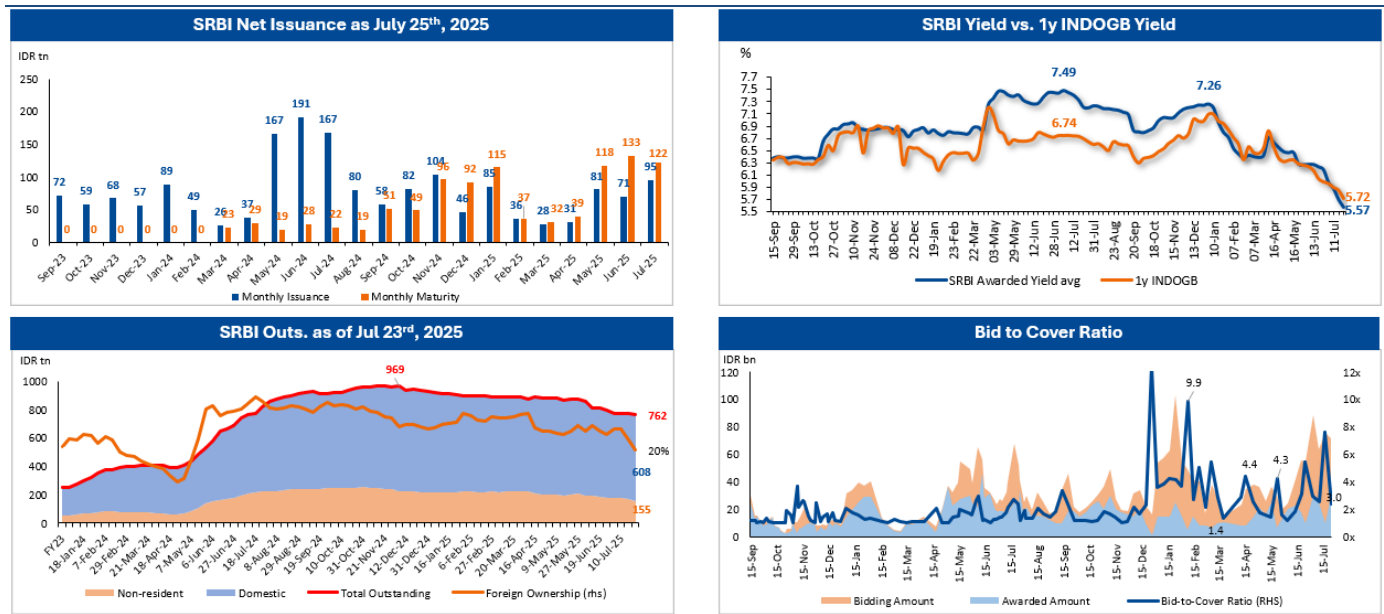 SRBI Net Issuance as July 25th, 2025
IDR tn
250
200
150
100
50
0
72 59 68 57 89 49 26 37 167 191 167 80 58 82 104 46 85 36 28 31 81 71 95
0 0 0 0 0 0 23 29 19 28 22 19 51 49 96 92 115 37 32 39 118 133 122
Sep-23 Oct-23 Nov-23 Dec-23 Jan-24 Feb-24 Mar-24 Apr-24 May-24 Jun-24 Jul-24 Aug-24 Sep-24 Oct-24 Nov-24 Dec-24 Jan-25 Feb-25 Mar-25 Apr-25 May-25 Jun-25 Jul-25
Monthly Issuance Monthly Maturity
SRBI Yield vs. 1y INDOGB Yield
%
7.7
7.5
7.3
7.1
6.9
6.7
6.5
6.3
6.1
5.9
5.7
5.5
7.49
7.26
6.74
5.72
5.57
15-Sep 29-Sep 13-Oct 27-Oct 10-Nov 24-Nov 08-Dec 22-Dec 19-Jan 02-Feb 23-Feb 08-Mar 22-Mar 19-Apr 03-May 29-May 12-Jun 28-Jun 12-Jul 31-Jul 23-Aug 06-Sep 20-Sep 04-Oct 18-Oct 01-Nov 15-Nov 29-Nov 13-Dec 10-Jan 07-Feb 07-Mar 16-Apr 16-May 13-Jun 11-Jul
SRBI Awarded Yield avg 1y INDOGB
SRBI Outs. as of Jul 23rd, 2025
IDR tn
1000
800
600
400
200
0
969
762
20%
608
155
FY23 18-Jan-24 7-Feb-24 29-Feb-24 21-Mar-24 18-Apr-24 7-May-24 6-Jun-24 27-Jun-24 18-Jul-24 8-Aug-24 29-Aug-24 19-Sep-24 10-Oct-24 31-Oct-24 21-Nov-24 12-Dec-24 31-Dec-24 16-Jan-25 6-Feb-25 27-Feb-25 20-Mar-25 16-Apr-25 9-May-25 27-May-25 19-Jun-25 10-Jul-25
Non-resident Domestic Total Outstanding Foreign Ownership (rhs)
Bid to Cover Ratio
IDR bn
120
100
80
60
40
20
0
12x
10x
8x
6x
4x
2x
0x
9.9
4.4
4.3
3.0
1.4
15-Sep 15-Oct 15-Nov 15-Dec 15-Jan 15-Feb 15-Mar 15-Apr 15-May 15-Jun 15-Jul 15-Aug 15-Sep 15-Oct 15-Nov 15-Dec 15-Jan 15-Feb 15-Mar 15-Apr 15-May 15-Jun 15-Jul
Bidding Amount Awarded Amount Bid-to-Cover Ratio (RHS)